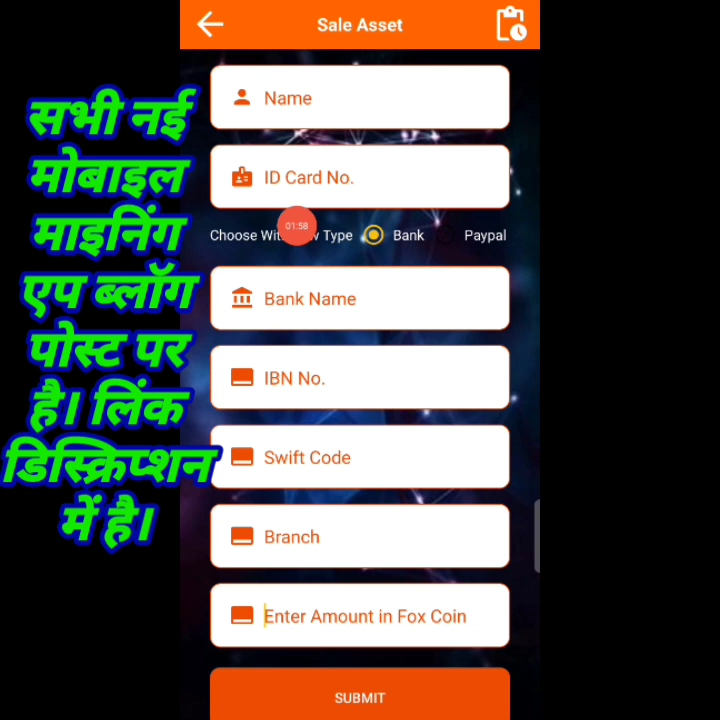 Sale Asset
सभी नई
मोबाइल
माइनिंग
एप ब्लॉग
पोस्ट पर
है। लिंक
डिस्क्रिप्शन
में है।
Name
ID Card No.
01:58
Choose Type
Bank
Paypal
Bank Name
IBN No.
Swift Code
Branch
Enter Amount in Fox Coin
SUBMIT